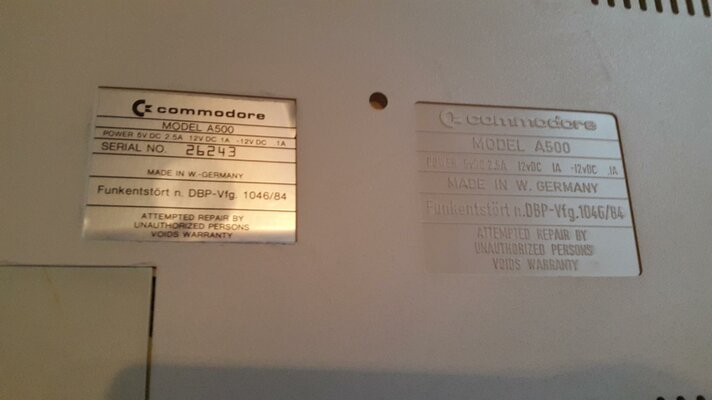 commodore
MODEL A500
POWER 5V DC 2.5A 12V DC 1A -12V DC .1A
SERIAL NO. 26243
MADE IN W.-GERMANY
Funkentstört n. DBP-Vfg. 1046/84
ATTEMPTED REPAIR BY
UNAUTHORIZED PERSONS
VOIDS WARRANTY
commodore
MODEL A500
POWER 5VDC 2.5A 12VDC 1A -12VDC .1A
MADE IN W. GERMANY
Funkentstört n. DBP-Vfg. 1046/84
ATTEMPTED REPAIR BY
UNAUTHORIZED PERSONS
VOIDS WARRANTY